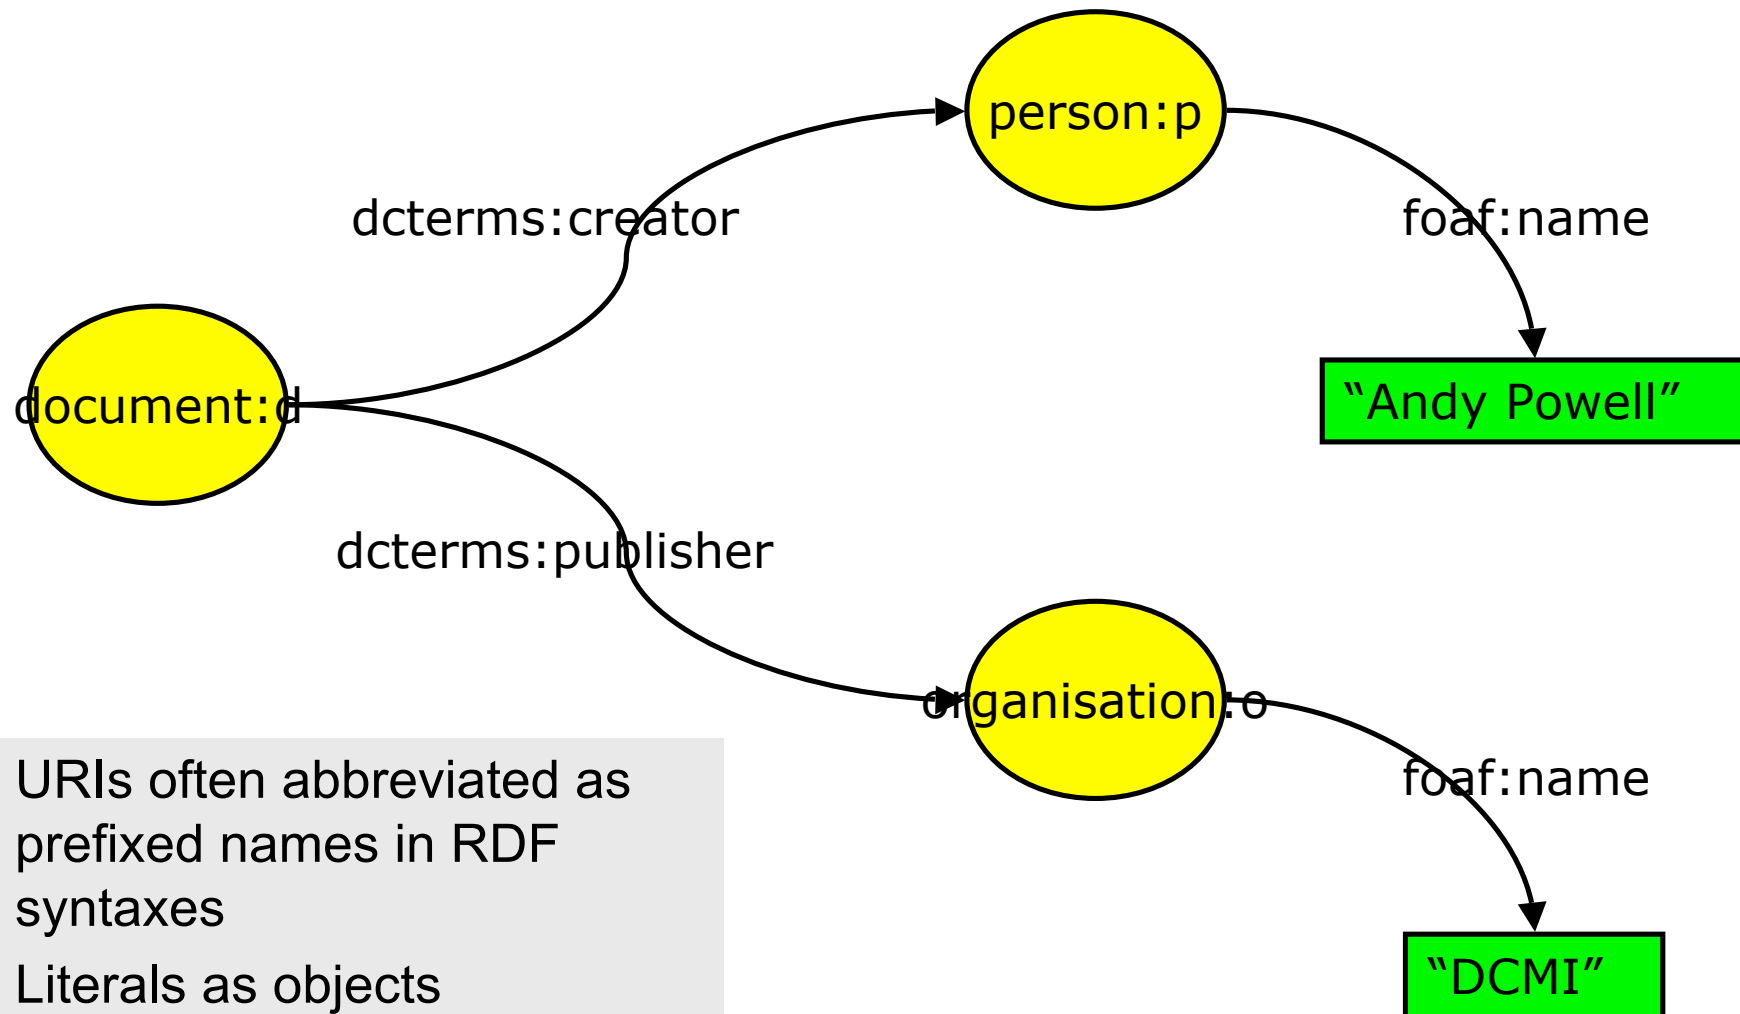 person:p
dcterms:creator
foaf:name
document:d
“Andy Powell”
dcterms:publisher
organisation:o
foaf:name
URIs often abbreviated as
prefixed names in RDF
syntaxes
Literals as objects
“DCMI”